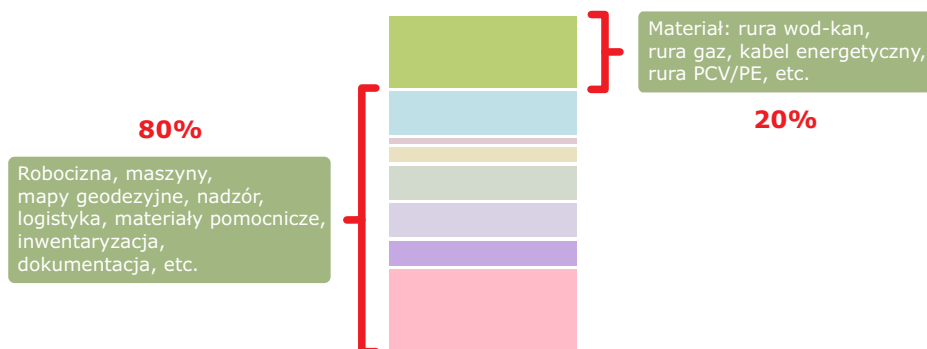 Materiał: rura wod-kan,
rura gaz, kabel energetyczny,
rura PCV/PE, etc.
20%
80%
Robocizna, maszyny,
mapy geodezyjne, nadzór,
logistyka, materiały pomocnicze,
inwentaryzacja,
dokumentacja, etc.